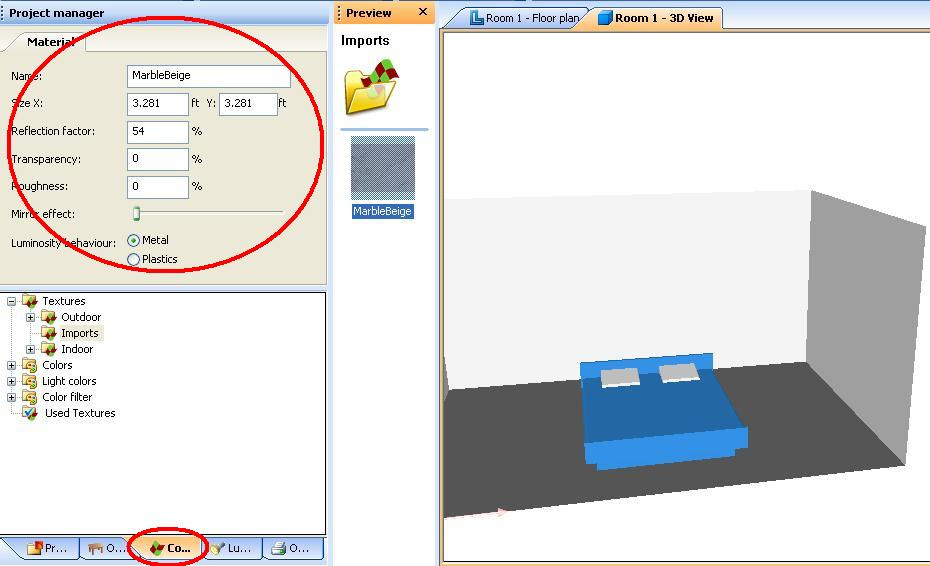 Project manager
Material
Name: MarbleBeige
Size X: 3.281 ft Y: 3.281 ft
Reflection factor: 54 %
Transparency: 0 %
Roughness: 0 %
Mirror effect:
Luminosity behaviour: Metal
Plastics
Textures
Outdoor
Imports
Indoor
Colors
Light colors
Color filter
Used Textures
Pr... O... Co... Lu... O...
Preview
Imports
MarbleBeige
Room 1 - Floor plan
Room 1 - 3D View